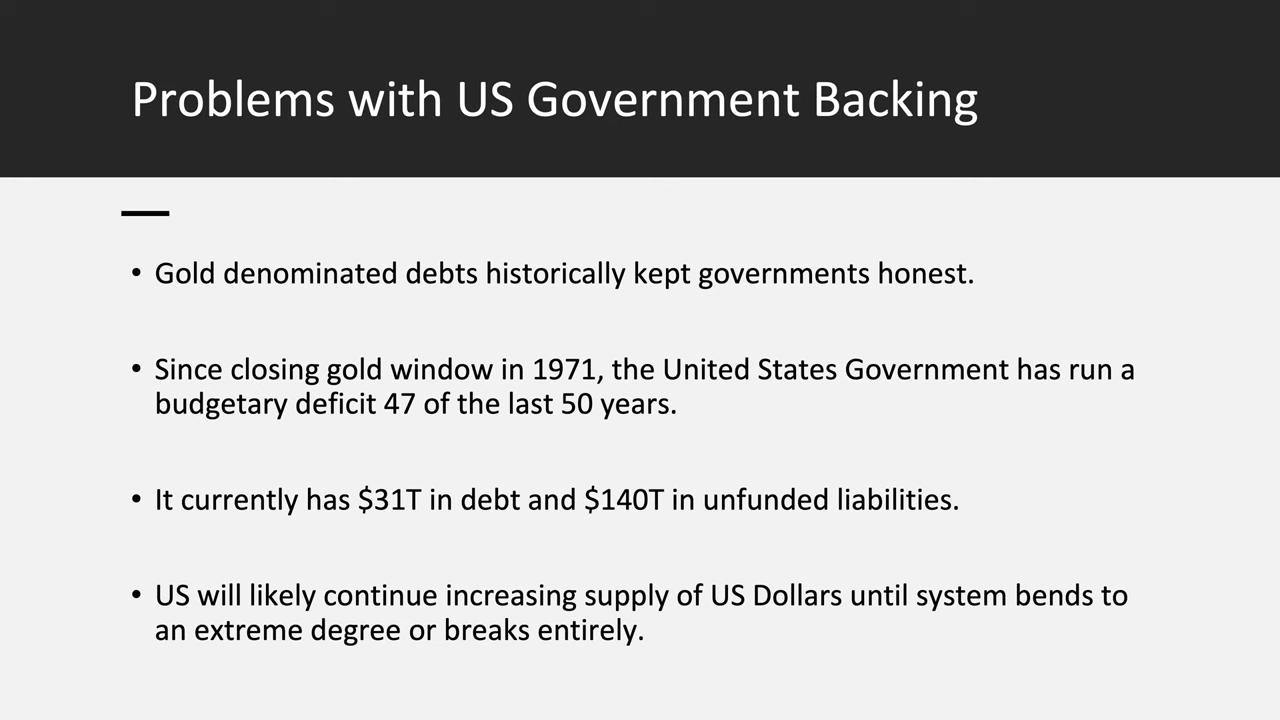 Problems with US Government Backing
• Gold denominated debts historically kept governments honest.
• Since closing gold window in 1971, the United States Government has run a
budgetary deficit 47 of the last 50 years.
• It currently has $31T in debt and $140T in unfunded liabilities.
• US will likely continue increasing supply of US Dollars until system bends to
an extreme degree or breaks entirely.